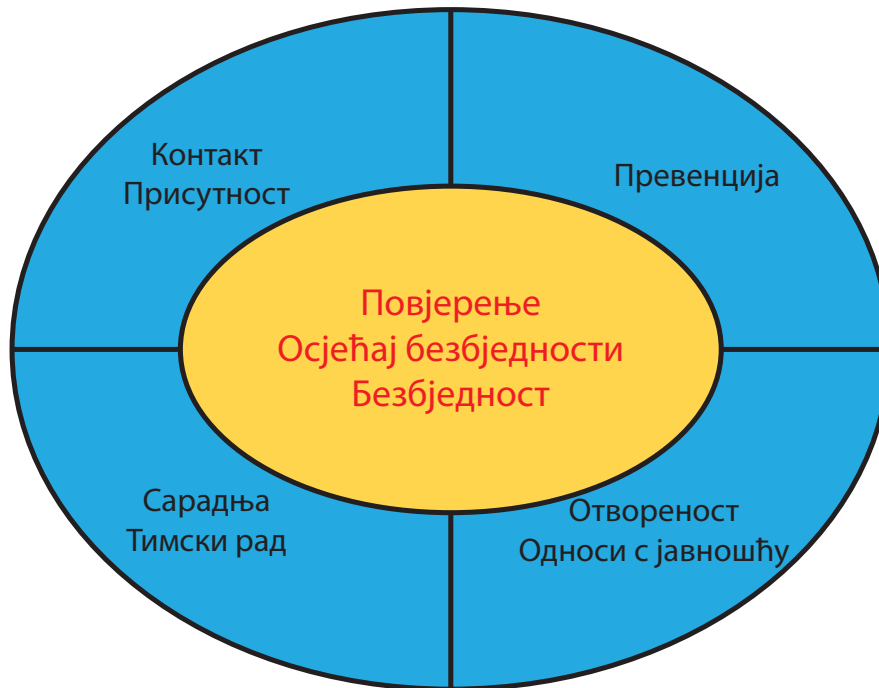 Контакт
Присутност
Превенција
Повјерење
Осјећај безбједности
Безбједност
Сарадња
Тимски рад
Отвореност
Односи с јавношћу